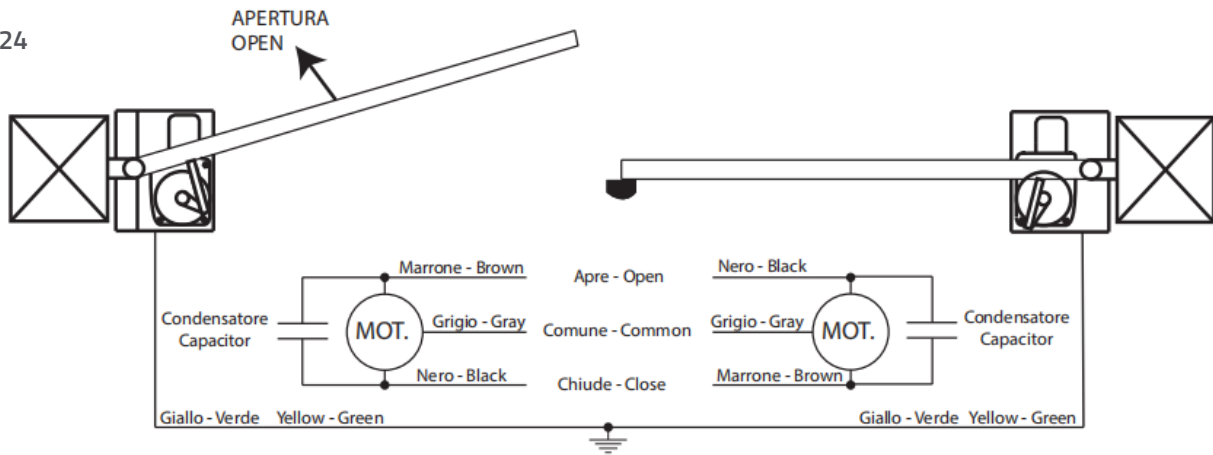 24
APERTURA
OPEN
Marrone - Brown
Apre - Open
Nero - Black
Condensatore
Capacitor
MOT.
Grigio - Gray
Comune - Common
Grigio - Gray
MOT.
Condensatore
Capacitor
Nero - Black
Chiude - Close
Marrone - Brown
Giallo - Verde Yellow - Green
Giallo - Verde Yellow - Green